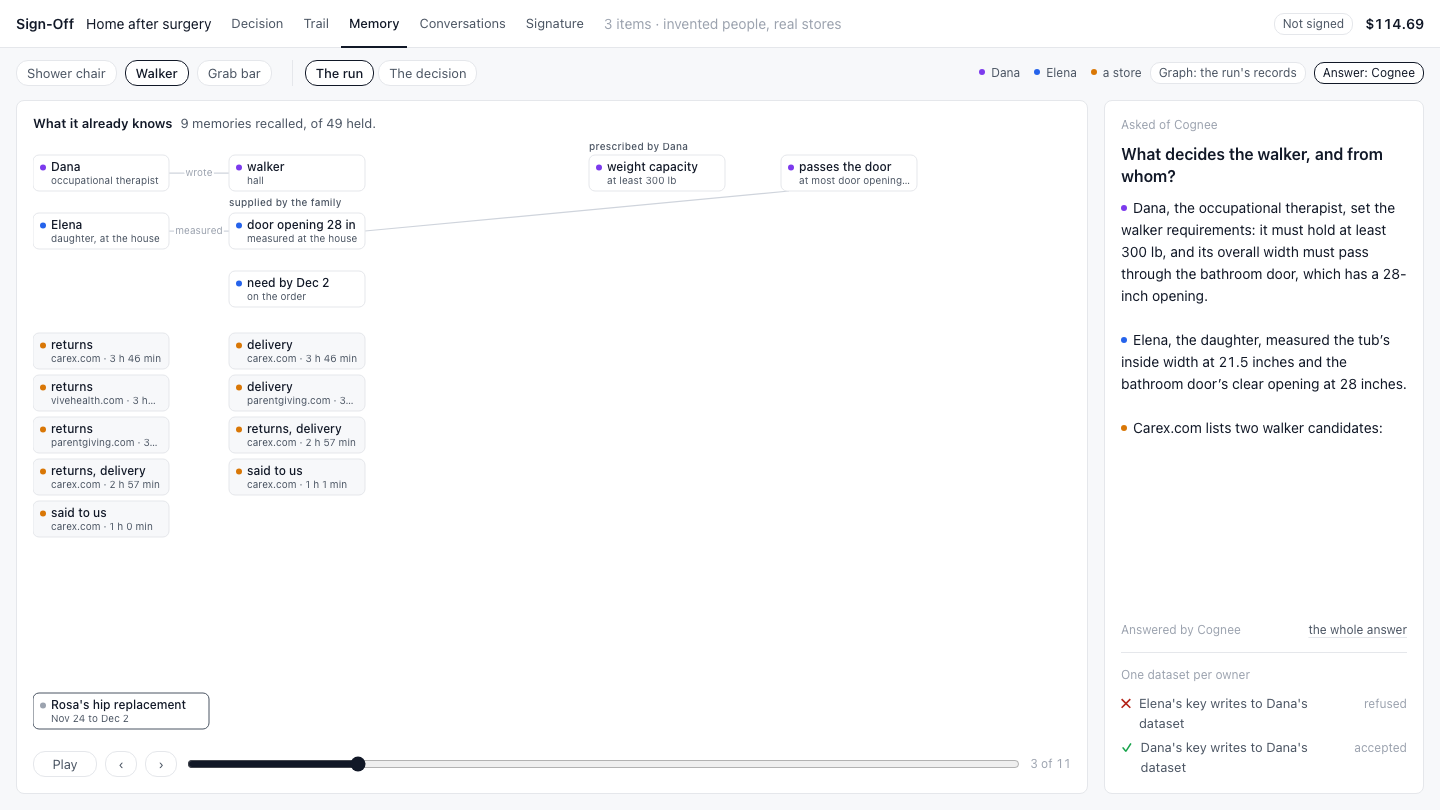 Sign-Off Home after surgery Decision Trail Memory Conversations Signature 3 items · invented people, real stores Not signed $114.69
Shower chair Walker Grab bar The run The decision Dana Elena a store Graph: the run's records Answer: Cognee
What it already knows 9 memories recalled, of 49 held.
prescribed by Dana
Dana
occupational therapist
wrote
walker
hall
weight capacity
at least 300 lb
passes the door
at most door opening...
supplied by the family
Elena
daughter, at the house
measured
door opening 28 in
measured at the house
need by Dec 2
on the order
returns
carex.com · 3 h 46 min
delivery
carex.com · 3 h 46 min
returns
vivehealth.com · 3 h...
delivery
parentgiving.com · 3...
returns
parentgiving.com · 3...
returns, delivery
carex.com · 2 h 57 min
returns, delivery
carex.com · 2 h 57 min
said to us
carex.com · 1 h 1 min
said to us
carex.com · 1 h 0 min
Rosa's hip replacement
Nov 24 to Dec 2
Play ‹ › 3 of 11
Asked of Cognee
What decides the walker, and from
whom?
Dana, the occupational therapist, set the
walker requirements: it must hold at least
300 lb, and its overall width must pass
through the bathroom door, which has a 28-
inch opening.
Elena, the daughter, measured the tub's
inside width at 21.5 inches and the
bathroom door's clear opening at 28 inches.
Carex.com lists two walker candidates:
Answered by Cognee the whole answer
One dataset per owner
Elena's key writes to Dana's refused
dataset
Dana's key writes to Dana's accepted
dataset